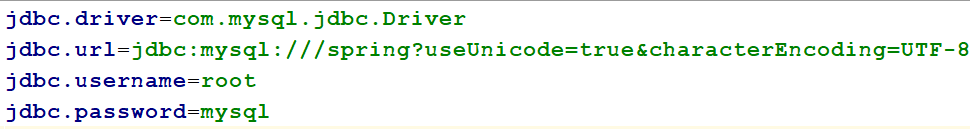 jdbc.driver=com.mysql.jdbc.Driver
jdbc.url=jdbc:mysql:///spring?useUnicode=true&characterEncoding=UTF-8
jdbc.username=root
jdbc.password=mysql